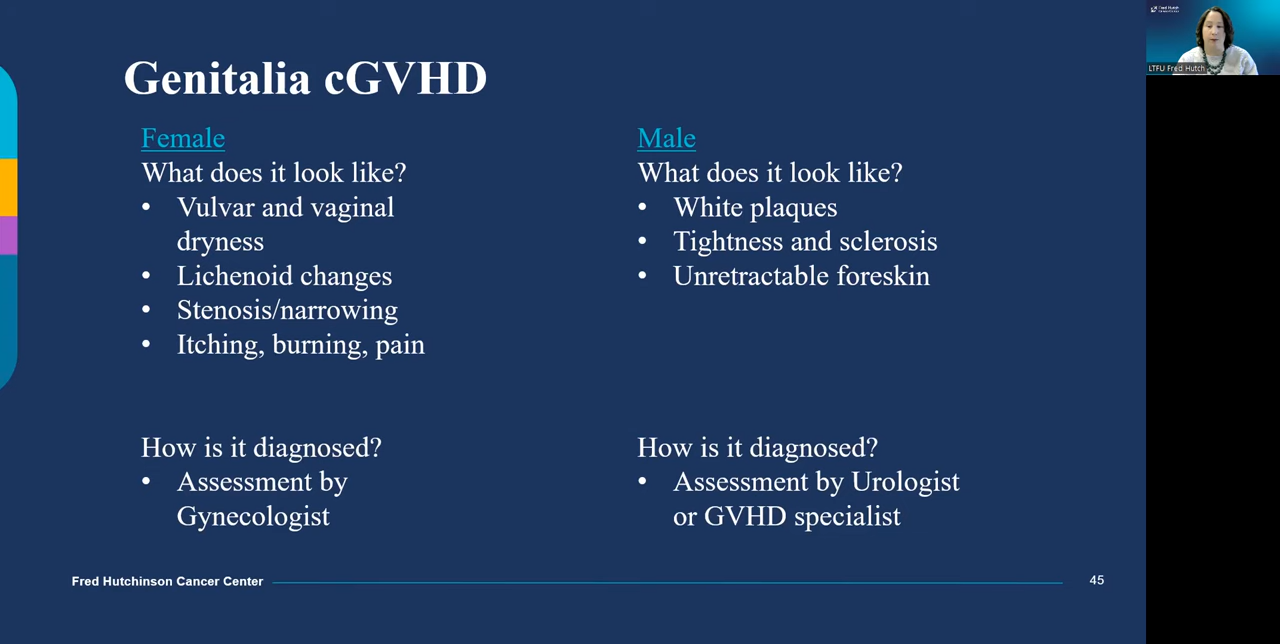 Genitalia cGVHD
Female
What does it look like?
• Vulvar and vaginal
dryness
• Lichenoid changes
• Stenosis/narrowing
• Itching, burning, pain
How is it diagnosed?
• Assessment by
Gynecologist
Male
What does it look like?
• White plaques
• Tightness and sclerosis
• Unretractable foreskin
How is it diagnosed?
• Assessment by Urologist
or GVHD specialist
Fred Hutchinson Cancer Center
45
Fred Hutch
LTFU Fred Hutch